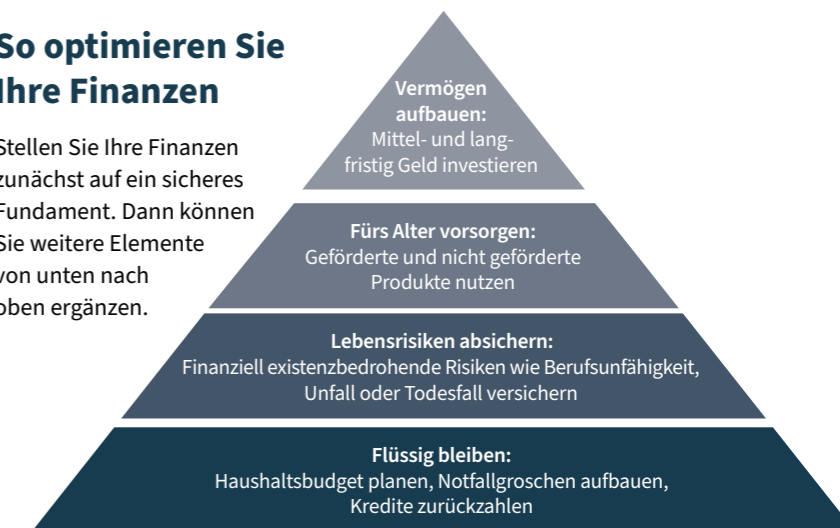 So optimieren Sie
Ihre Finanzen
Stellen Sie Ihre Finanzen
zunächst auf ein sicheres
Fundament. Dann können
Sie weitere Elemente
von unten nach
oben ergänzen.
Vermögen
aufbauen:
Mittel- und lang-
fristig Geld investieren
Fürs Alter vorsorgen:
Geförderte und nicht geförderte
Produkte nutzen
Lebensrisiken absichern:
Finanziell existenzbedrohende Risiken wie Berufsunfähigkeit,
Unfall oder Todesfall versichern
Flüssig bleiben:
Haushaltsbudget planen, Notfallgroschen aufbauen,
Kredite zurückzahlen